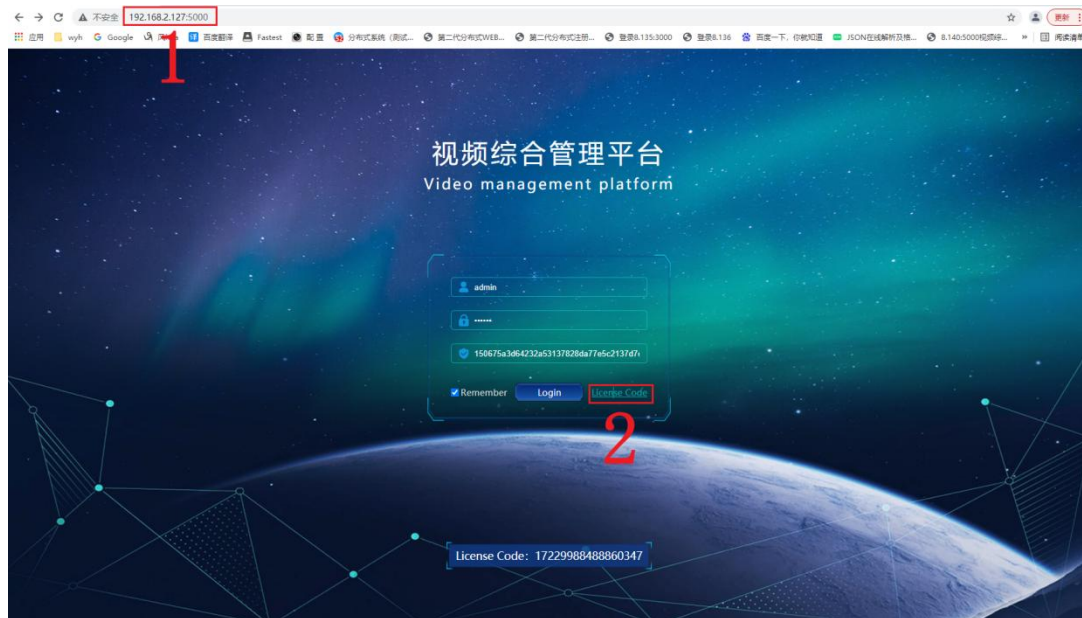 不安全 192.168.2.127:5000 更新
应用 wyh Google 百度翻译 Fastest 配置 分布式系统 (测试... 第二代分布式WEB... 第二代分布式注册... 登录8.135:3000 登录8.136 百度一下，你就知道 JSON在线解析及格... 8.140:5000视频综... » 阅读清单
1
视频综合管理平台
Video management platform
admin
······
150675a3d64232a53137828da77e5c2137d7
Remember Login License Code
2
License Code：17229988488860347